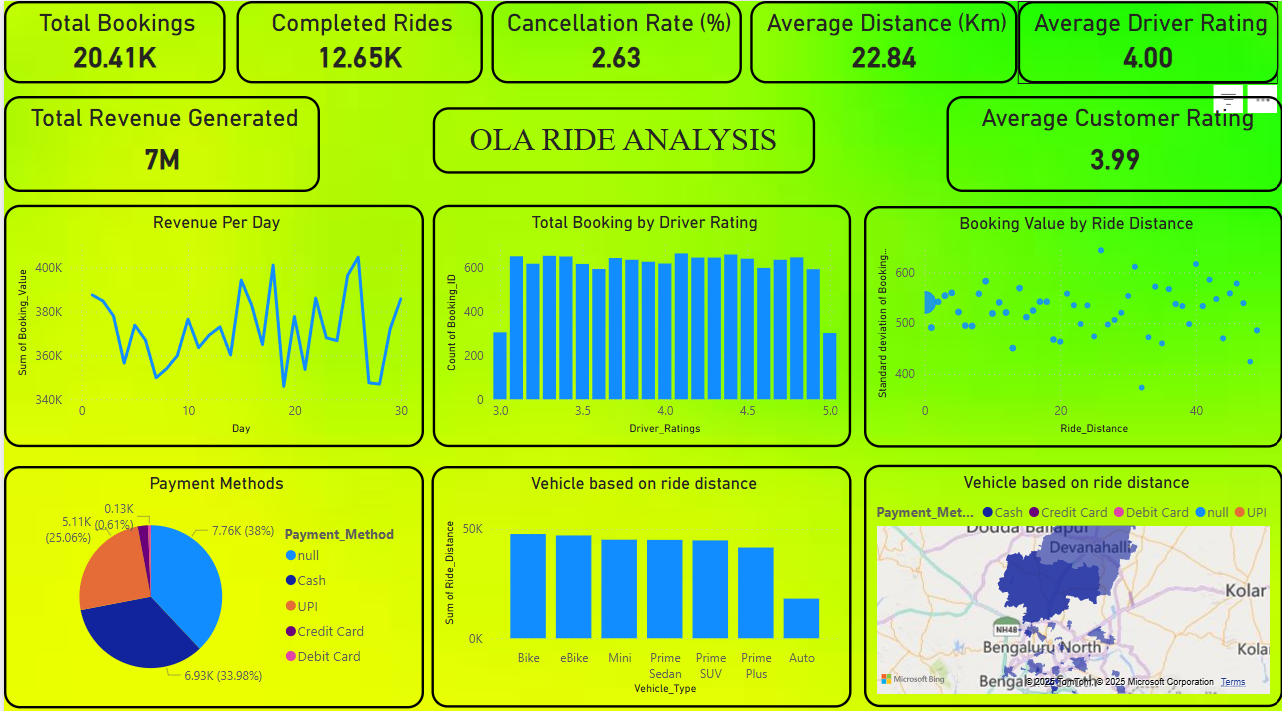 Total Bookings
20.41K
Completed Rides
12.65K
Cancellation Rate (%)
2.63
Average Distance (Km)
22.84
Average Driver Rating
4.00
Total Revenue Generated
7M
OLA RIDE ANALYSIS
Average Customer Rating
3.99
Revenue Per Day
Sum of Booking_Value
400K
380K
360K
340K
0 10 20 30
Day
Total Booking by Driver Rating
Count of Booking_ID
600
400
200
0
3.0 3.5 4.0 4.5 5.0
Driver_Ratings
Booking Value by Ride Distance
Standard deviation of Booking...
600
500
400
0 20 40
Ride_Distance
Payment Methods
0.13K
(0.61%)
5.11K
(25.06%)
7.76K (38%)
6.93K (33.98%)
Payment_Method
null
Cash
UPI
Credit Card
Debit Card
Vehicle based on ride distance
Sum of Ride_Distance
50K
0K
Bike eBike Mini Prime Sedan Prime SUV Prime Plus Auto
Vehicle_Type
Vehicle based on ride distance
Payment_Met... Cash Credit Card Debit Card null UPI
Dodda Ballapur
Devanahalli
Kolar
NH48
Bengaluru North
Microsoft Bing
© 2025 TomTom, © 2025 Microsoft Corporation Terms